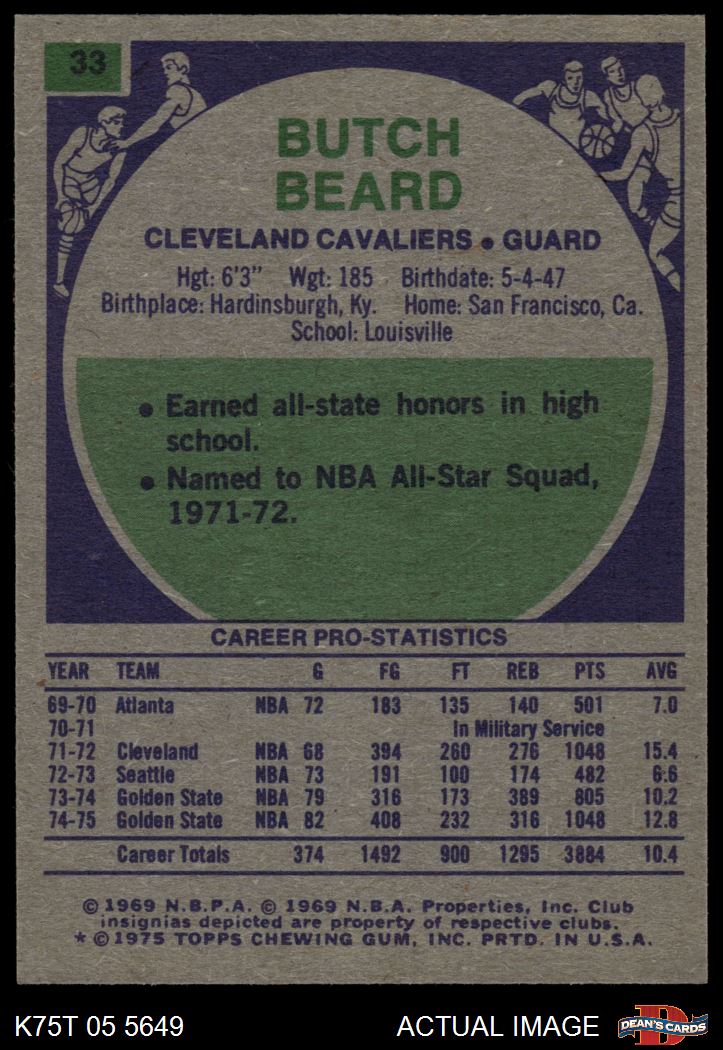 33
BUTCH
BEARD
CLEVELAND CAVALIERS • GUARD
Hgt: 6'3" Wgt: 185 Birthdate: 5-4-47
Birthplace: Hardinsburgh, Ky. Home: San Francisco, Ca.
School: Louisville
• Earned all-state honors in high
school.
• Named to NBA All-Star Squad,
1971-72.
CAREER PRO-STATISTICS
YEAR TEAM G FG FT REB PTS AVG
69-70 Atlanta NBA 72 183 135 140 501 7.0
70-71 In Military Service
71-72 Cleveland NBA 68 394 260 276 1048 15.4
72-73 Seattle NBA 73 191 100 174 482 6.6
73-74 Golden State NBA 79 316 173 389 805 10.2
74-75 Golden State NBA 82 408 232 316 1048 12.8
Career Totals 374 1492 900 1295 3884 10.4
© 1969 N.B.P.A. © 1969 N.B.A. Properties, Inc. Club
insignias depicted are property of respective clubs.
* © 1975 TOPPS CHEWING GUM, INC. PRTD. IN U.S.A.
K75T 05 5649 ACTUAL IMAGE
D
DEAN'S CARDS